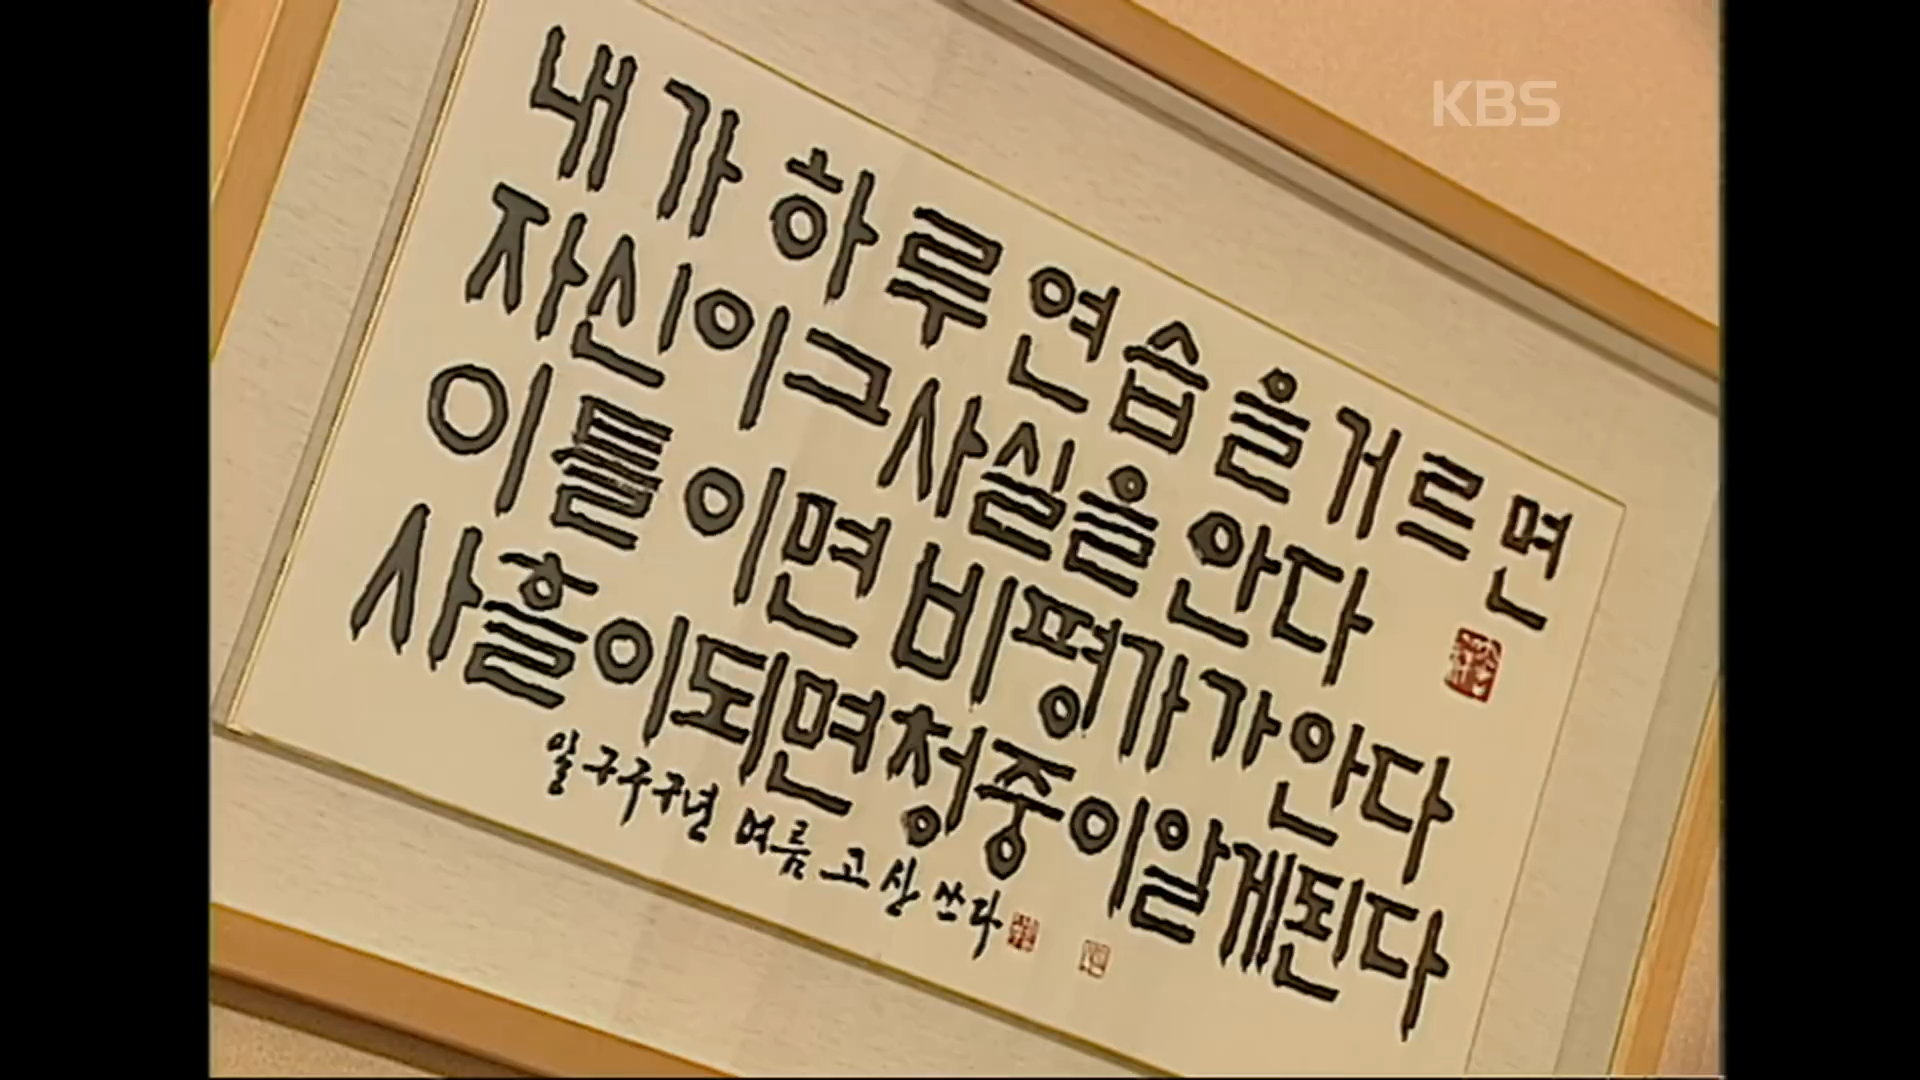 KBS
내가 하루 연습을 거르면
자신이 그 사실을 안다
이틀이면 비평가가 안다
사흘이 되면 청중이 알게 된다
일구구구년 여름 고산 쓰다